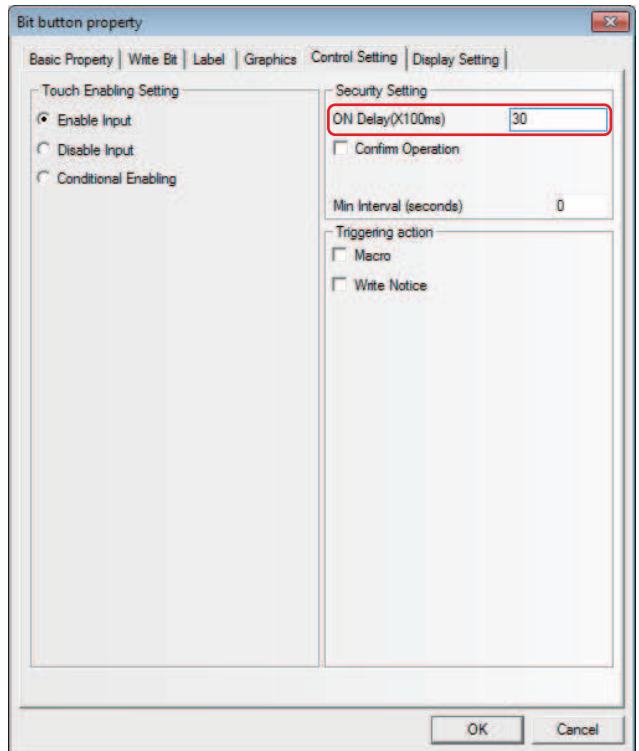 Bit button property
Basic Property Write Bit Label Graphics Control Setting Display Setting
Touch Enabling Setting
Enable Input
Disable Input
Conditional Enabling
Security Setting
ON Delay(X100ms) 30
Confirm Operation
Min Interval (seconds) 0
Triggering action
Macro
Write Notice
OK Cancel